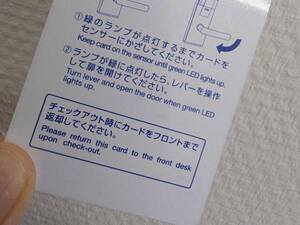 ①緑のランプが点灯するまでカードを
センサーにかざしてください。
Keep card on the sensor until green LED lights up.
②ランプが緑に点灯したら、レバーを操作
して扉を開けてください。
Turn lever and open the door when green LED
lights up.
チェックアウト時にカードをフロントまで
返却してください。
Please return this card to the front desk
upon check-out.